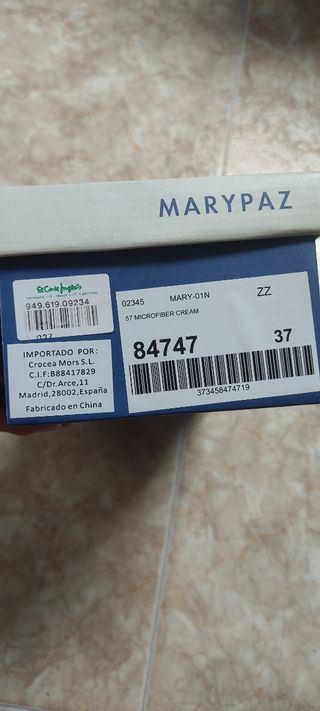 MARYPAZ
El Corte Inglés
949.619.09234
037
02345 MARY-01N ZZ
57 MICROFIBER CREAM
84747 37
373458474719
IMPORTADO POR:
Crocea Mors S.L.
C.I.F:B88417829
C/Dr.Arce,11
Madrid,28002,España
Fabricado en China